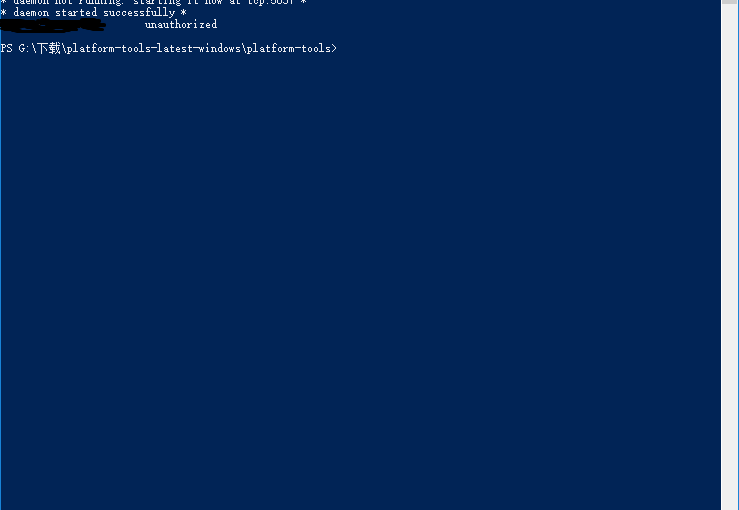 * daemon not running. starting it now at tcp:5037 *
* daemon started successfully *
unauthorized
PS G:\下载\platform-tools-latest-windows\platform-tools>